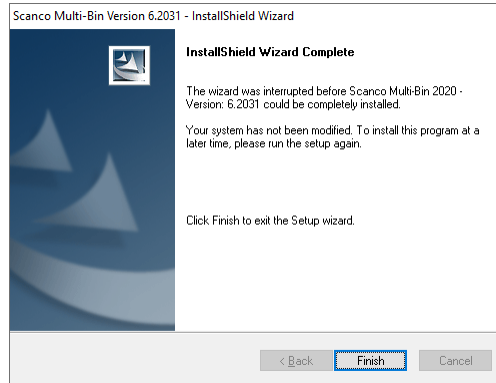 Scanco Multi-Bin Version 6.2031 - InstallShield Wizard
InstallShield Wizard Complete
The wizard was interrupted before Scanco Multi-Bin 2020 -
Version: 6.2031 could be completely installed.
Your system has not been modified. To install this program at a
later time, please run the setup again.
Click Finish to exit the Setup wizard.
< Back
Finish
Cancel